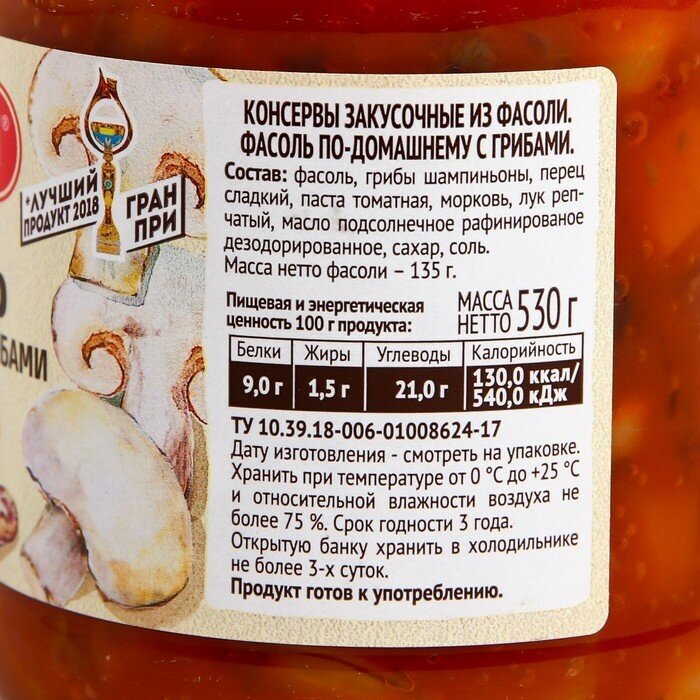 ®
*ЛУЧШИЙ
ПРОДУКТ 2018
ГРАН
ПРИ
КОНСЕРВЫ ЗАКУСОЧНЫЕ ИЗ ФАСОЛИ.
ФАСОЛЬ ПО-ДОМАШНЕМУ С ГРИБАМИ.
Состав: фасоль, грибы шампиньоны, перец
сладкий, паста томатная, морковь, лук реп-
чатый, масло подсолнечное рафинированое
дезодорированное, сахар, соль.
Масса нетто фасоли – 135 г.
Пищевая и энергетическая
ценность 100 г продукта:
МАССА
НЕТТО 530 г
Белки Жиры Углеводы Калорийность
9,0 г 1,5 г 21,0 г 130,0 ккал/
540,0 кДж
ТУ 10.39.18-006-01008624-17
Дату изготовления - смотреть на упаковке.
Хранить при температуре от 0 °С до +25 °С
и относительной влажности воздуха не
более 75 %. Срок годности 3 года.
Открытую банку хранить в холодильнике
не более 3-х суток.
Продукт готов к употреблению.